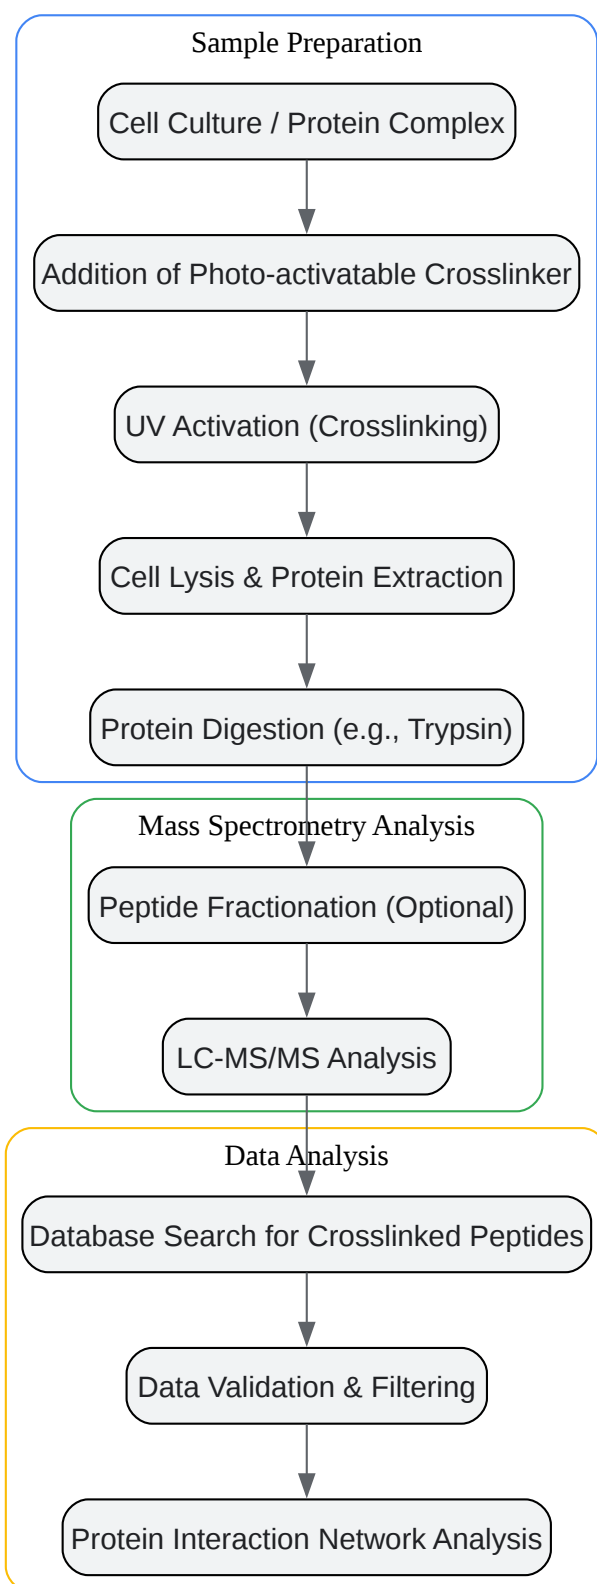 Sample Preparation
Cell Culture / Protein Complex
Addition of Photo-activatable Crosslinker
UV Activation (Crosslinking)
Cell Lysis & Protein Extraction
Protein Digestion (e.g., Trypsin)
Mass Spectrometry Analysis
Peptide Fractionation (Optional)
LC-MS/MS Analysis
Data Analysis
Database Search for Crosslinked Peptides
Data Validation & Filtering
Protein Interaction Network Analysis